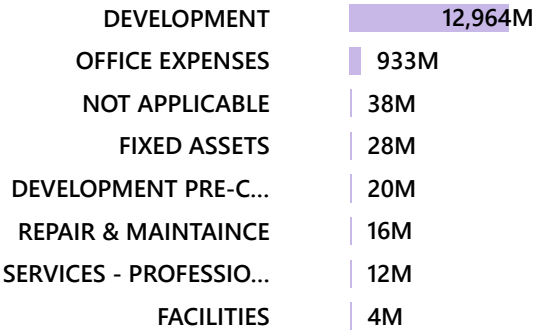 DEVELOPMENT 12,964M
OFFICE EXPENSES 933M
NOT APPLICABLE 38M
FIXED ASSETS 28M
DEVELOPMENT PRE-C... 20M
REPAIR & MAINTAINCE 16M
SERVICES - PROFESSIO... 12M
FACILITIES 4M